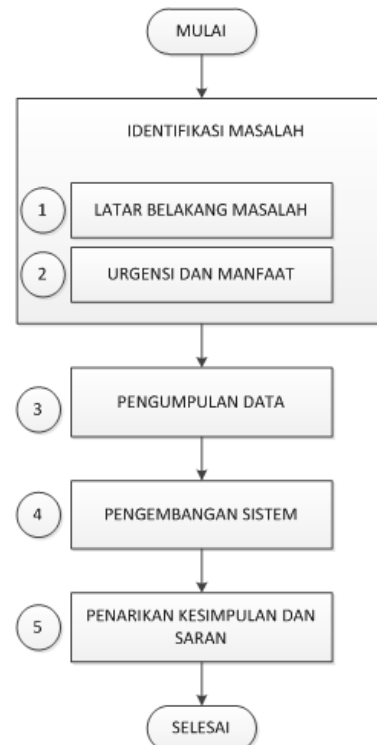 MULAI
IDENTIFIKASI MASALAH
1 LATAR BELAKANG MASALAH
2 URGENSI DAN MANFAAT
3 PENGUMPULAN DATA
4 PENGEMBANGAN SISTEM
5 PENARIKAN KESIMPULAN DAN
SARAN
SELESAI